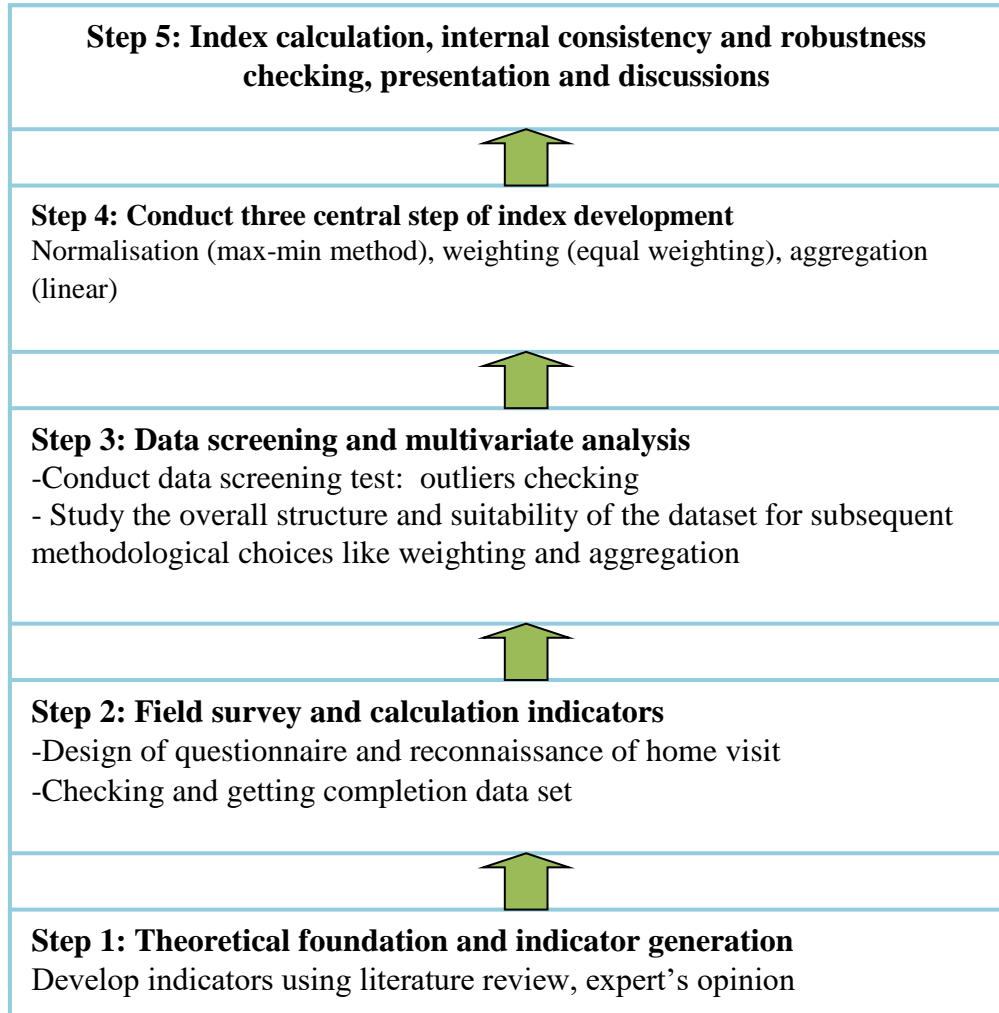 Step 5: Index calculation, internal consistency and robustness
checking, presentation and discussions
Step 4: Conduct three central step of index development
Normalisation (max-min method), weighting (equal weighting), aggregation
(linear)
Step 3: Data screening and multivariate analysis
-Conduct data screening test:  outliers checking
- Study the overall structure and suitability of the dataset for subsequent
methodological choices like weighting and aggregation
Step 2: Field survey and calculation indicators
-Design of questionnaire and reconnaissance of home visit
-Checking and getting completion data set
Step 1: Theoretical foundation and indicator generation
Develop indicators using literature review, expert’s opinion